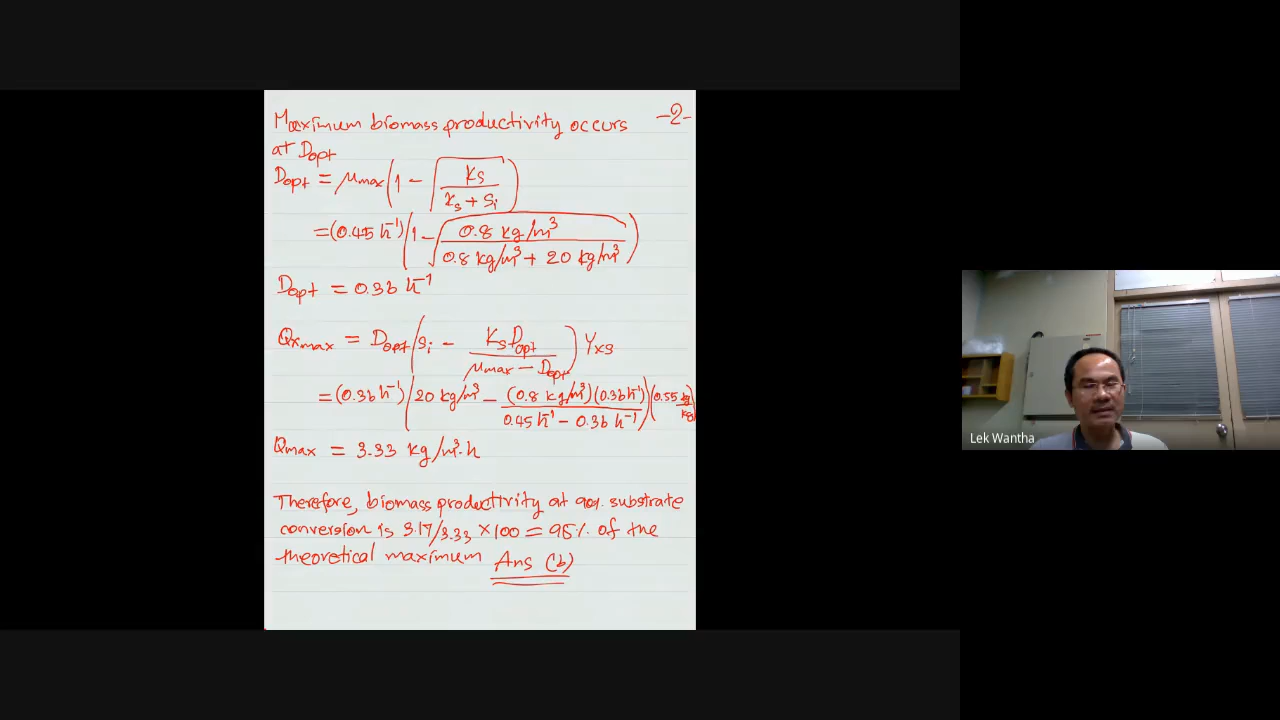 Maximum biomass productivity occurs -2-
at Dopt
Dopt = μmax (1 - √(Ks / (Ks + Si)))
= (0.45 h⁻¹) (1 - √(0.8 kg/m³ / (0.8 kg/m³ + 20 kg/m³)))
Dopt = 0.36 h⁻¹
Qxmax = Dopt (Si - KsDopt / (μmax - Dopt)) Yxs
= (0.36 h⁻¹) (20 kg/m³ - (0.8 kg/m³)(0.36 h⁻¹) / (0.45 h⁻¹ - 0.36 h⁻¹)) (0.55 kg/kg)
Qmax = 3.33 kg/m³.h
Therefore, biomass productivity at 90% substrate
conversion is 3.17/3.33 × 100 = 95% of the
theoretical maximum Ans (b)
Lek Wantha